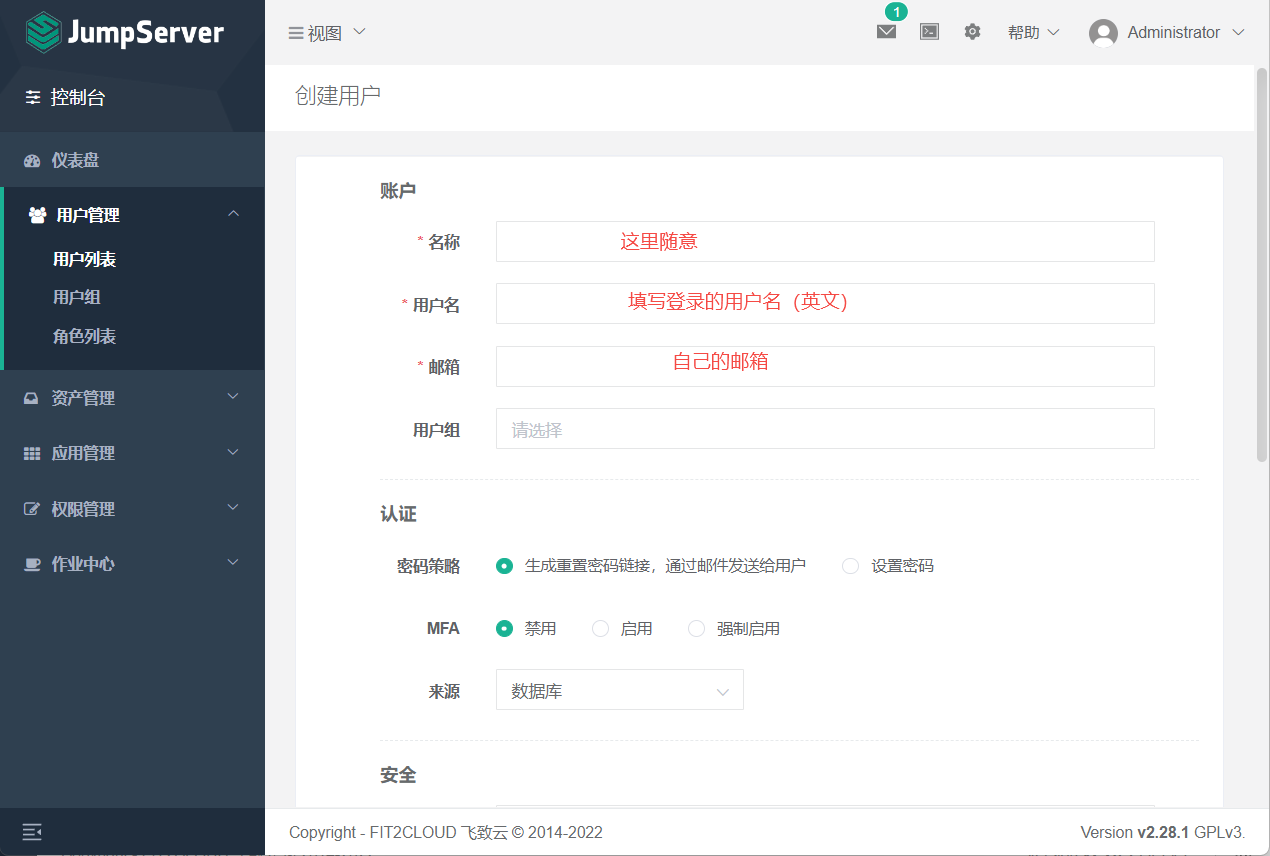 JumpServer
视图
1
帮助
Administrator
控制台
创建用户
仪表盘
用户管理
用户列表
用户组
角色列表
资产管理
应用管理
权限管理
作业中心
账户
* 名称 这里随意
* 用户名 填写登录的用户名（英文）
* 邮箱 自己的邮箱
用户组 请选择
认证
密码策略 生成重置密码链接，通过邮件发送给用户 设置密码
MFA 禁用 启用 强制启用
来源 数据库
安全
Copyright - FIT2CLOUD 飞致云 © 2014-2022
Version v2.28.1 GPLv3.